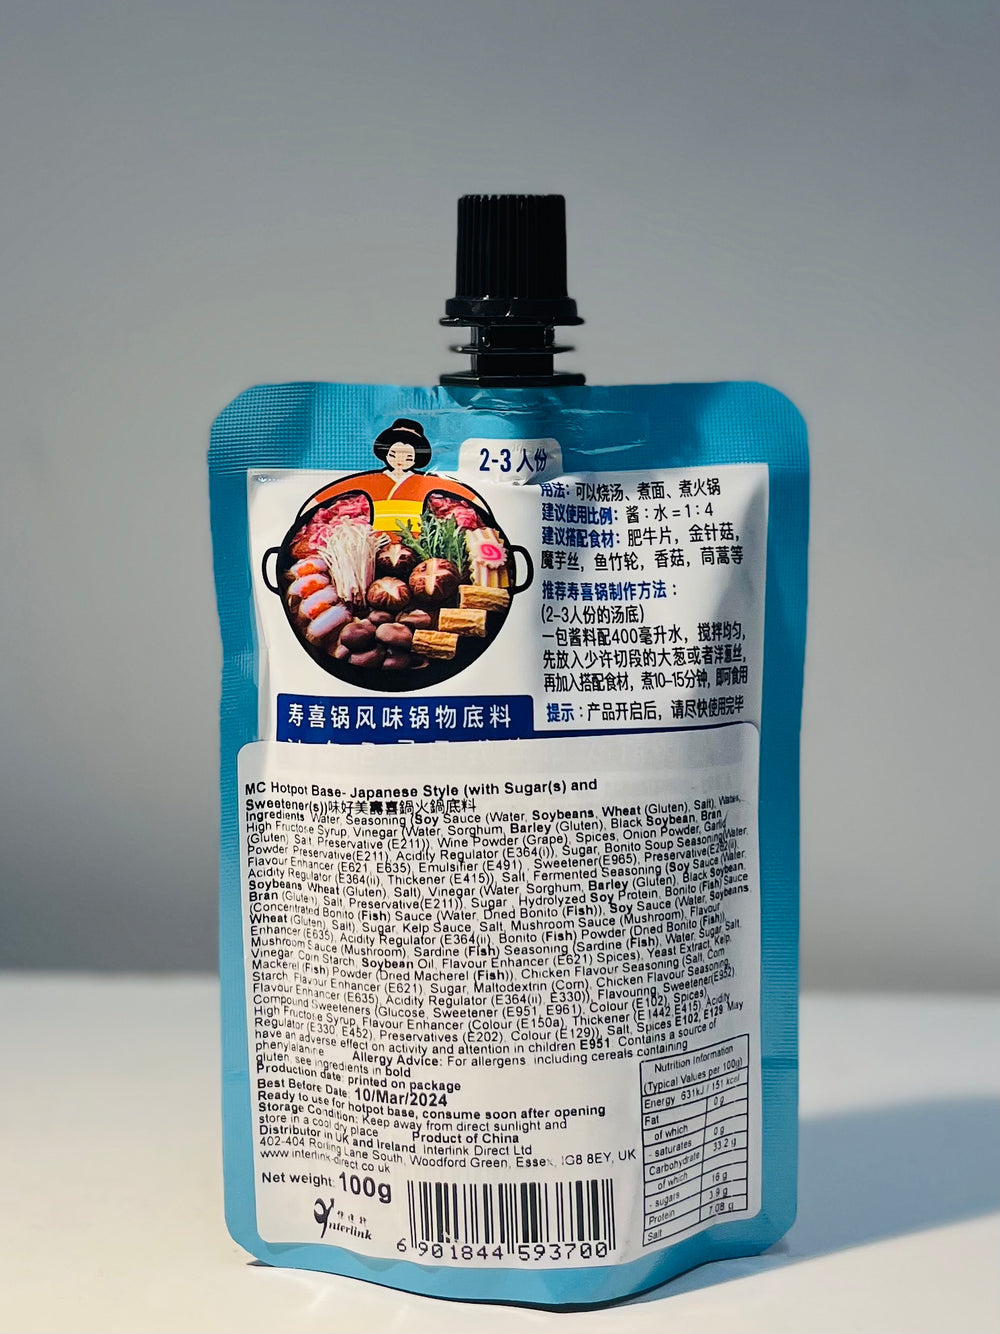 2-3人份
用法：可以烧汤、煮面、煮火锅
建议使用比例：酱：水=1：4
建议搭配食材：肥牛片，金针菇，
魔芋丝，鱼竹轮，香菇，茼蒿等
推荐寿喜锅制作方法：
(2-3人份的汤底)
一包酱料配400毫升水，搅拌均匀，
先放入少许切段的大葱或者洋葱丝，
再加入搭配食材，煮10-15分钟，即可食用
提示：产品开启后，请尽快使用完毕
寿喜锅风味锅物底料
MC Hotpot Base- Japanese Style (with Sugar(s) and
Sweetener(s))味好美壽喜鍋火鍋底料
Ingredients Water, Seasoning (Soy Sauce (Water, Soybeans, Wheat (Gluten), Salt), Water,
High Fructose Syrup, Vinegar (Water, Sorghum, Barley (Gluten), Black Soybean, Bran
(Gluten) Salt, Preservative (E211)), Wine Powder (Grape), Spices, Onion Powder, Garlic
Powder Preservative(E211), Acidity Regulator (E364(i)), Sugar, Bonito Soup Seasoning(Water,
Flavour Enhancer (E621, E635), Emulsifier (E491), Sweetener(E965), Preservative(E262(ii),
Acidity Regulator (E364(ii), Thickener (E415)), Salt, Fermented Seasoning (Soy Sauce (Water,
Soybeans Wheat (Gluten), Salt), Vinegar (Water, Sorghum, Barley (Gluten), Black Soybean,
Bran (Gluten), Salt, Preservative(E211)), Sugar, Hydrolyzed Soy Protein, Bonito (Fish) Sauce
(Concentrated Bonito (Fish) Sauce (Water, Dried Bonito (Fish)), Soy Sauce (Water, Soybeans,
Wheat (Gluten), Salt), Sugar Kelp Sauce, Salt, Mushroom Sauce (Mushroom), Flavour
Enhancer (E635), Acidity Regulator (E364(ii), Bonito (Fish) Powder (Dried Bonito (Fish)),
Mushroom Sauce (Mushroom), Sardine (Fish) Seasoning (Sardine (Fish), Water, Sugar, Salt,
Vinegar Corn Starch, Soybean Oil, Flavour Enhancer (E621) Spices), Yeast Extract, Kelp,
Mackerel (Fish) Powder (Dried Macherel (Fish)), Chicken Flavour Seasoning (Salt, Corn
Starch, Flavour Enhancer (E621), Sugar, Maltodextrin (Corn), Chicken Flavour Seasoning,
Flavour Enhancer (E635), Acidity Regulator (E364(ii), E330)), Flavouring, Sweetener(E952),
Compound Sweeteners (Glucose, Sweetener (E951, E961), Colour (E102), Spices),
High Fructose Syrup, Flavour Enhancer (Colour (E150a), Thickener (E1442,E415), Acidity
Regulator (E330, E452), Preservatives (E202), Colour (E129)), Salt, Spices E102, E129 May
have an adverse effect on activity and attention in children E951 Contains a source of
phenylalanine Allergy Advice: For allergens, including cereals containing
gluten, see ingredients in bold
Production date: printed on package
Best Before Date: 10/Mar/2024
Ready to use for hotpot base, consume soon after opening
Storage Condition: Keep away from direct sunlight and
store in a cool dry place Product of China
Distributor in UK and Ireland Interlink Direct Ltd
402-404 Roding Lane South, Woodford Green, Essex, IG8 8EY, UK
www.interlink-direct.co.uk
Net weight: 100g
Interlink
6 901844 593700
Nutrition Information
(Typical Values per 100g)
Energy 631kJ / 151 kcal
Fat 0 g
of which
- saturates 0 g
Carbohydrate 33.2 g
of which
- sugars 16 g
Protein 3.9 g
Salt 7.08 g